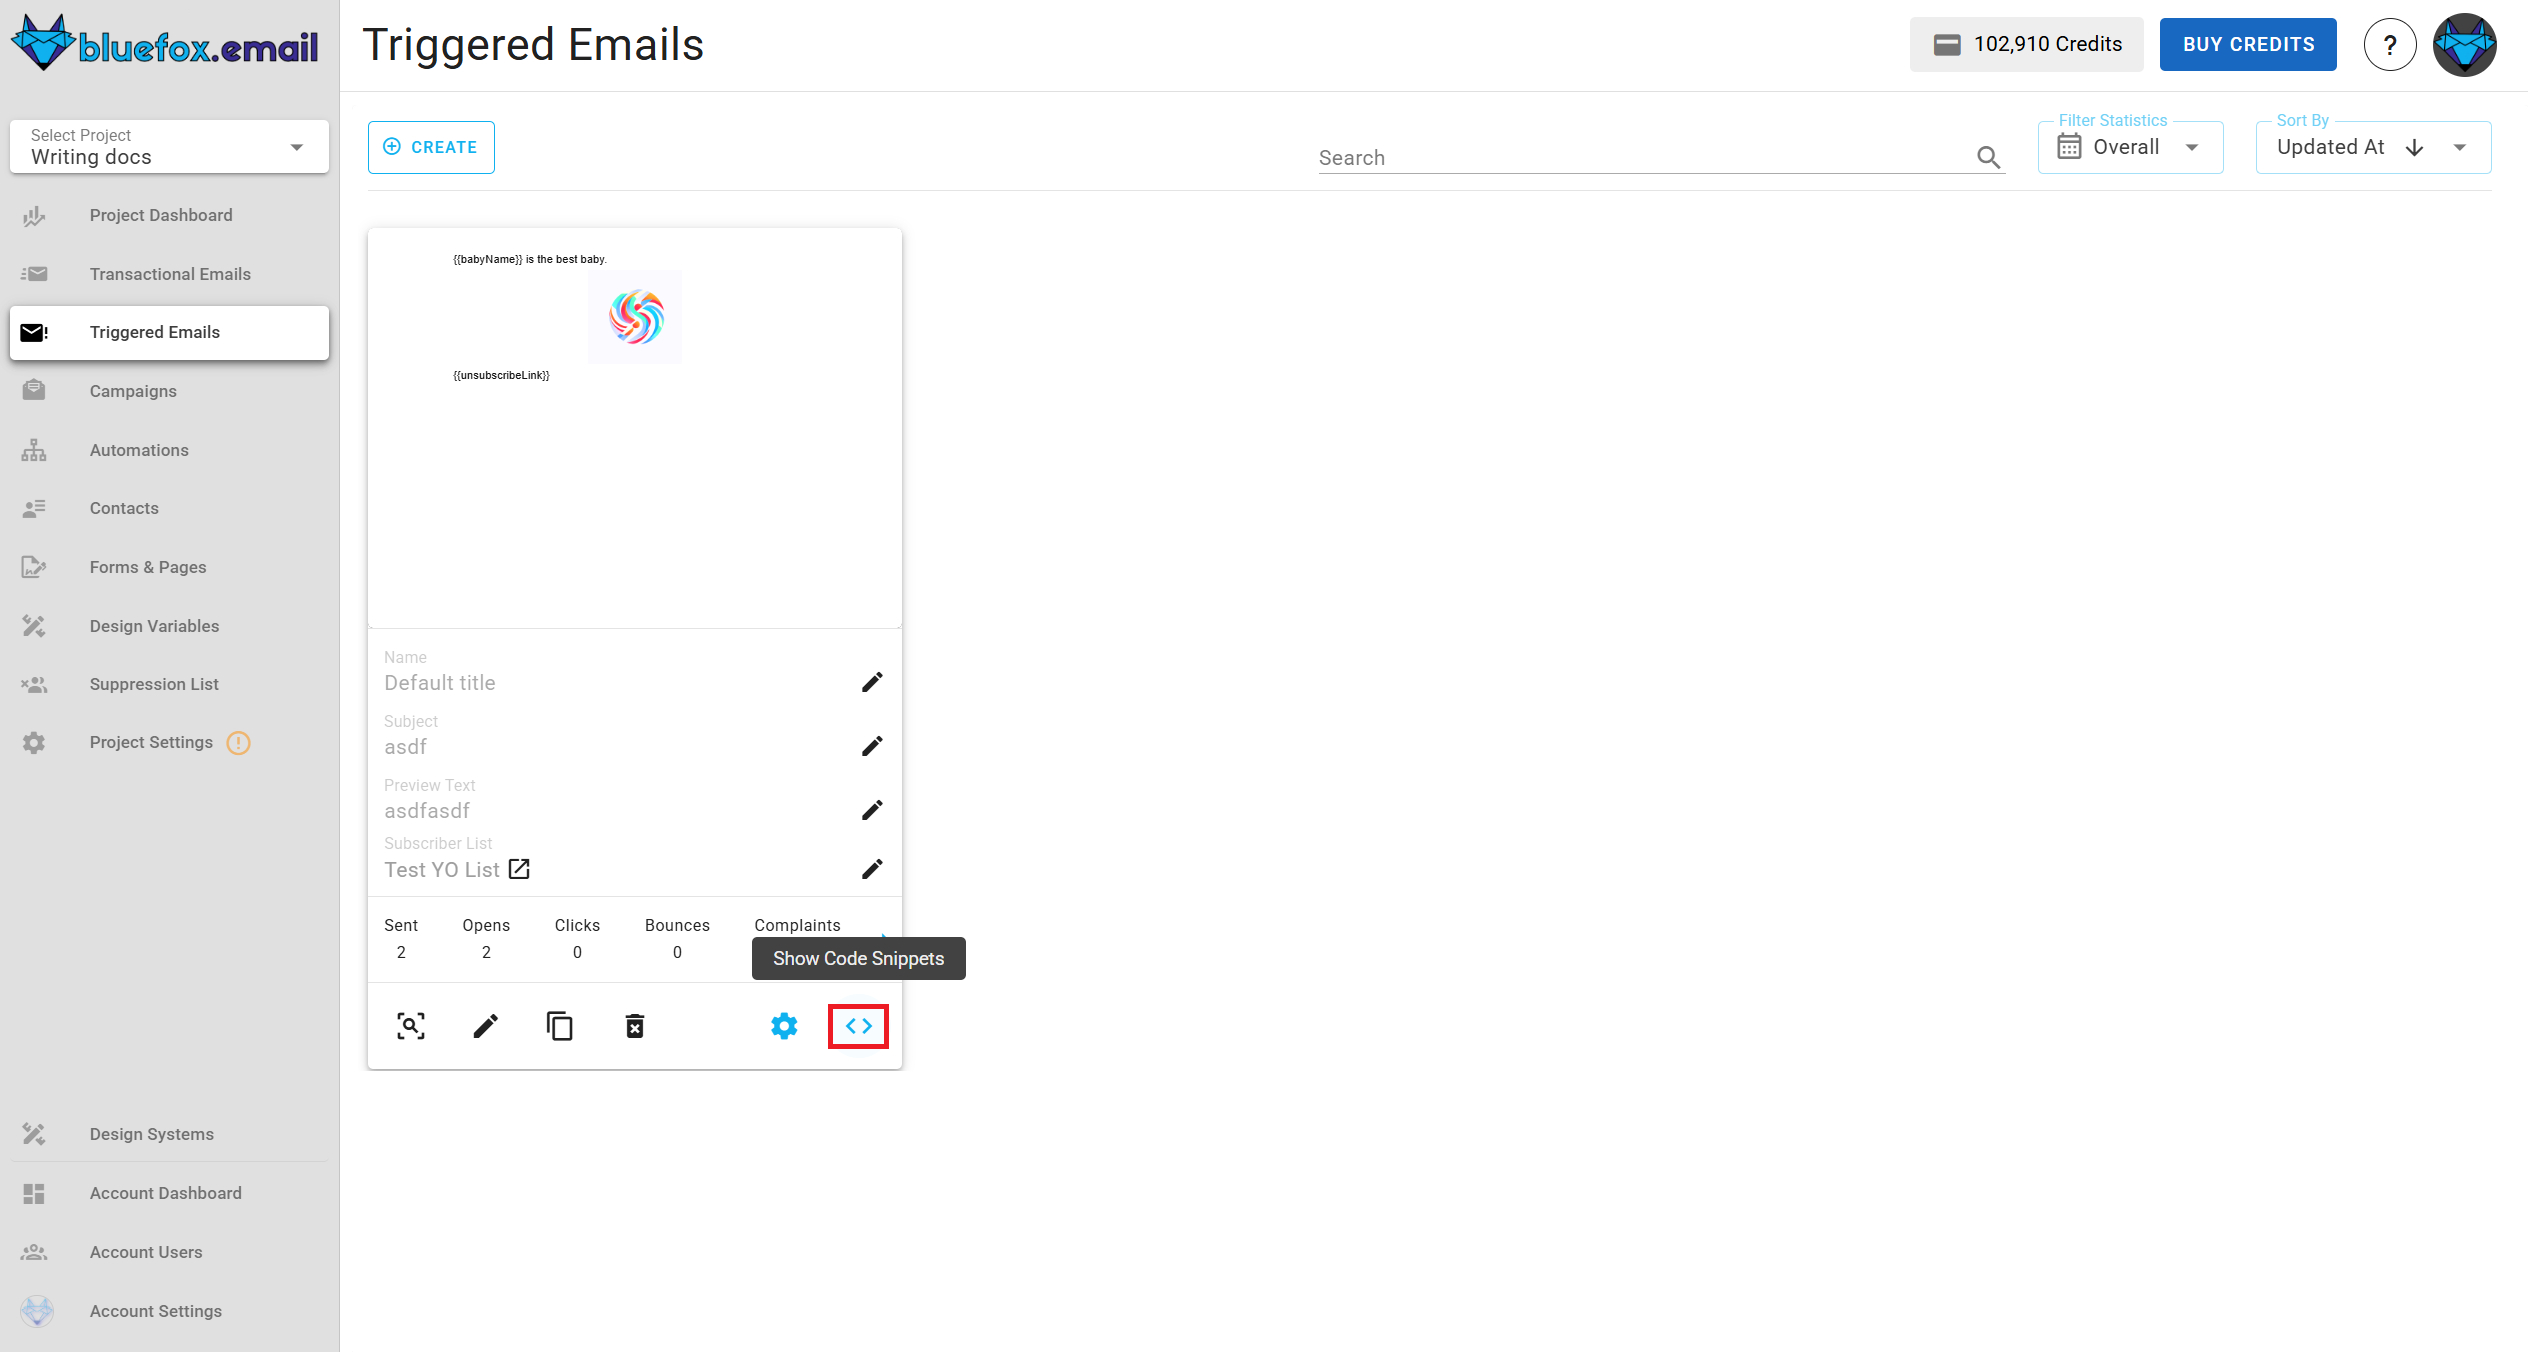 bluefox.email
Triggered Emails
102,910 Credits
BUY CREDITS
?
Select Project
Writing docs
Project Dashboard
Transactional Emails
Triggered Emails
Campaigns
Automations
Contacts
Forms & Pages
Design Variables
Suppression List
Project Settings
Design Systems
Account Dashboard
Account Users
Account Settings
CREATE
Search
Filter Statistics
Overall
Sort By
Updated At
{{babyName}} is the best baby.
{{unsubscribeLink}}
Name
Default title
Subject
asdf
Preview Text
asdfasdf
Subscriber List
Test YO List
Sent
Opens
Clicks
Bounces
Complaints
2
2
0
0
Show Code Snippets